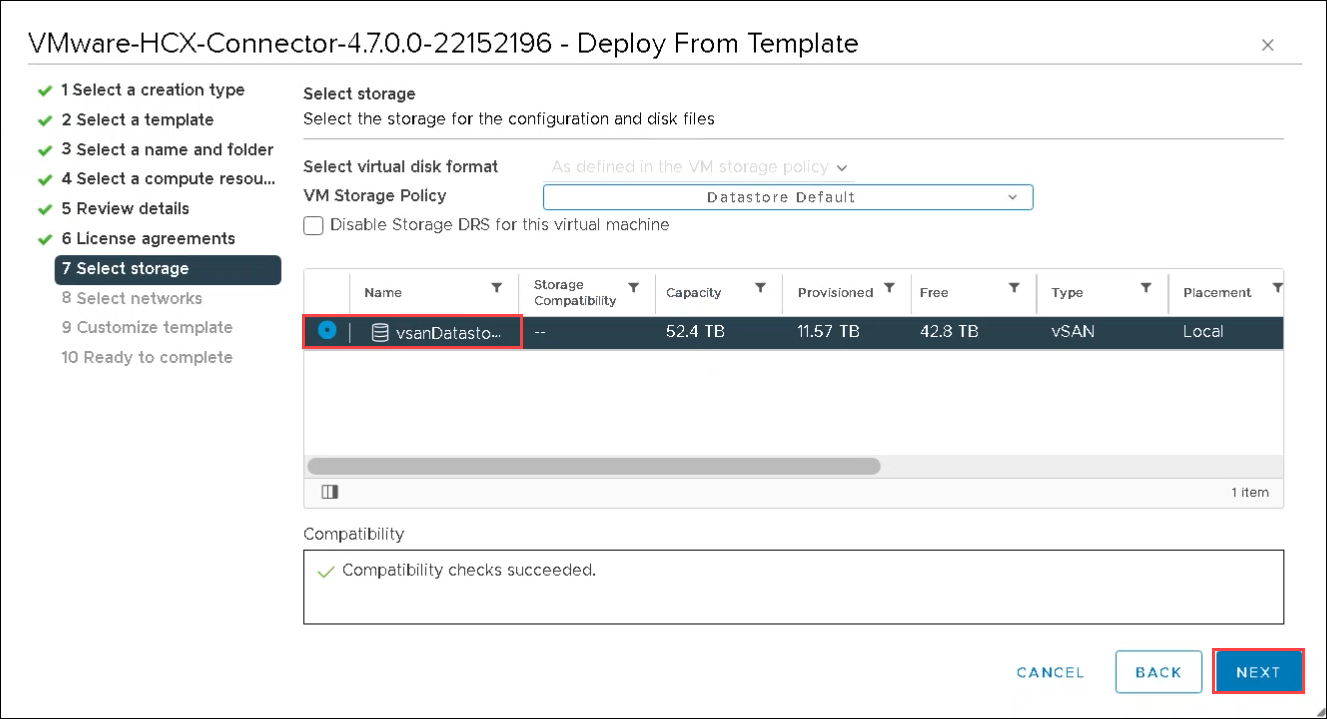 VMware-HCX-Connector-4.7.0.0-22152196 - Deploy From Template
1 Select a creation type
2 Select a template
3 Select a name and folder
4 Select a compute resou...
5 Review details
6 License agreements
7 Select storage
8 Select networks
9 Customize template
10 Ready to complete
Select storage
Select the storage for the configuration and disk files
Select virtual disk format As defined in the VM storage policy
VM Storage Policy Datastore Default
Disable Storage DRS for this virtual machine
Name Storage Compatibility Capacity Provisioned Free Type Placement
vsanDatasto... -- 52.4 TB 11.57 TB 42.8 TB vSAN Local
1 item
Compatibility
Compatibility checks succeeded.
CANCEL BACK NEXT